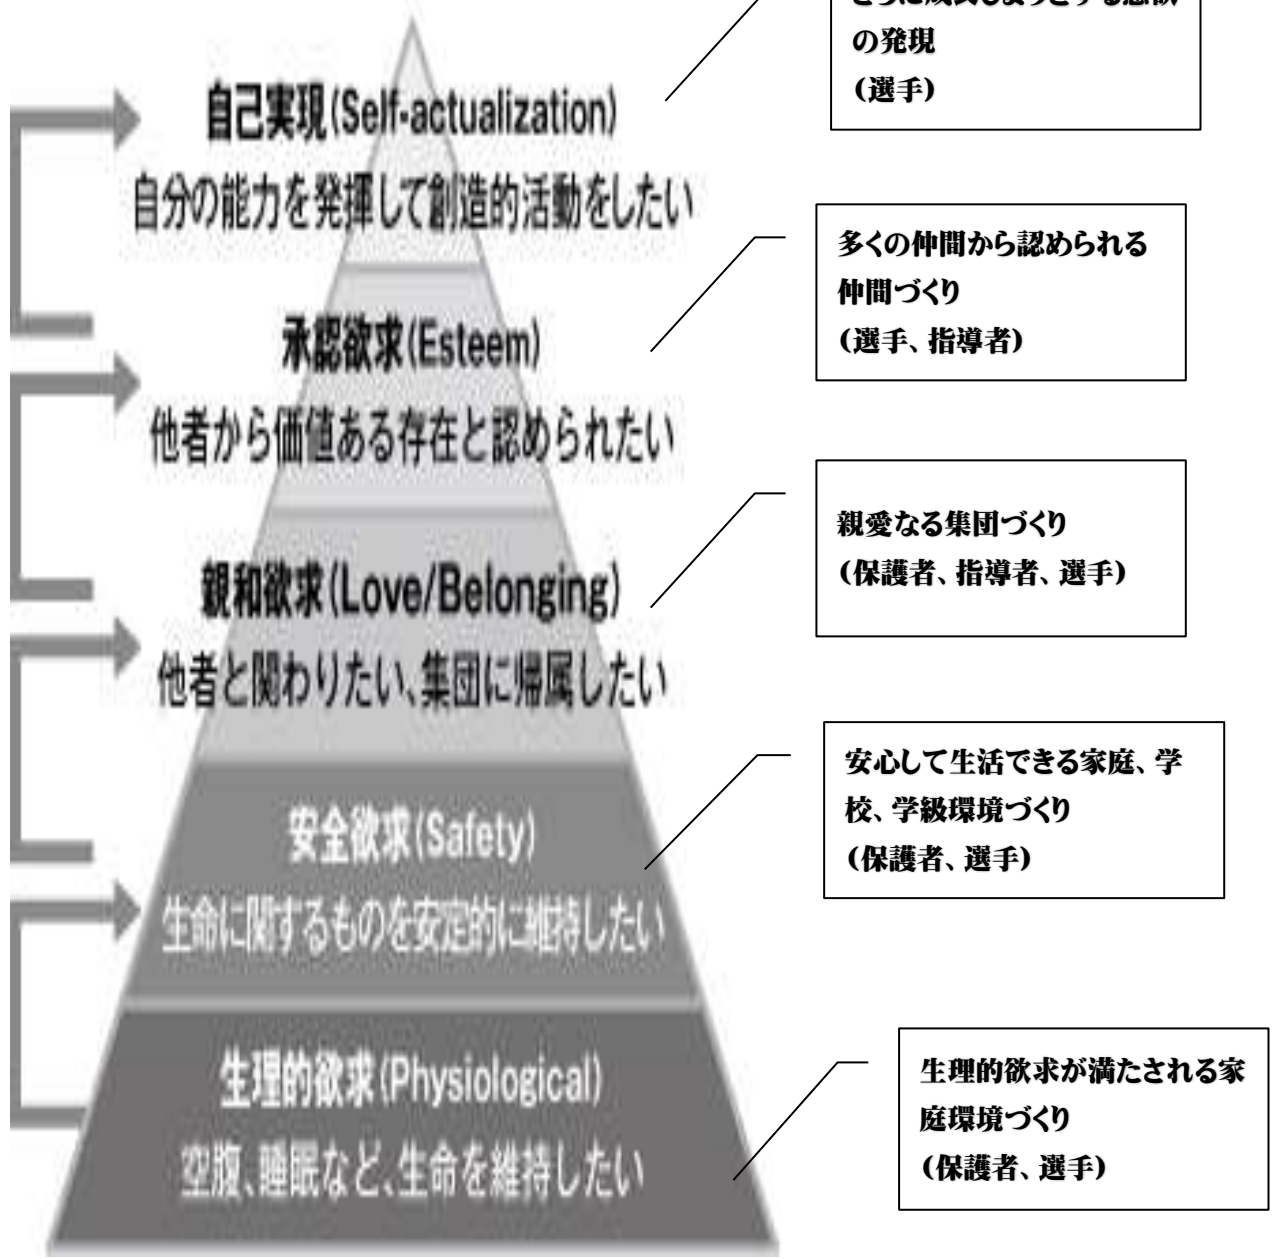 の発現
(選手)
自己実現(Self-actualization)
自分の能力を発揮して創造的活動をしたい
多くの仲間から認められる
仲間づくり
(選手、指導者)
承認欲求(Esteem)
他者から価値ある存在と認められたい
親愛なる集団づくり
(保護者、指導者、選手)
親和欲求(Love/Belonging)
他者と関わりたい、集団に帰属したい
安心して生活できる家庭、学
校、学級環境づくり
(保護者、選手)
安全欲求(Safety)
生命に関するものを安定的に維持したい
生理的欲求が満たされる家
庭環境づくり
(保護者、選手)
生理的欲求(Physiological)
空腹、睡眠など、生命を維持したい